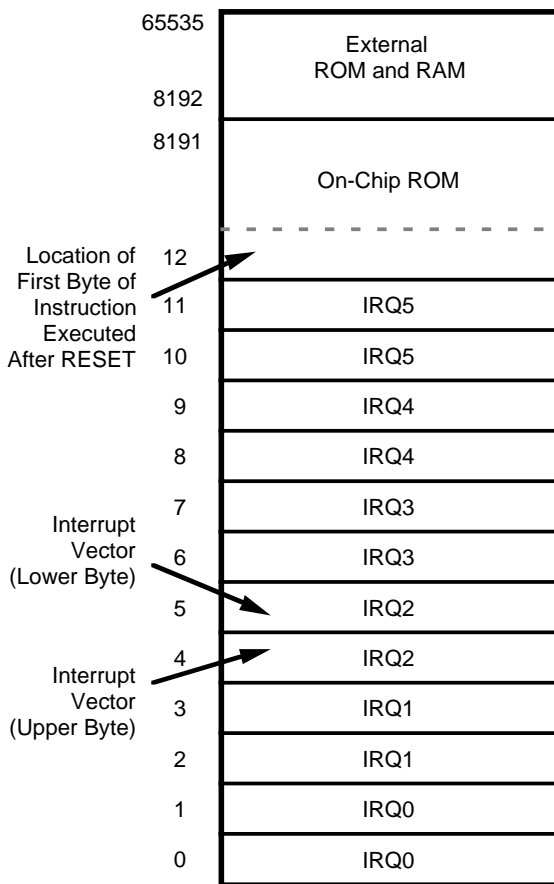 65535
External
ROM and RAM
8192
8191
On-Chip ROM
Location of
First Byte of
Instruction
Executed
After RESET
12
11 IRQ5
10 IRQ5
9 IRQ4
8 IRQ4
7 IRQ3
Interrupt
Vector
(Lower Byte)
6 IRQ3
5 IRQ2
4 IRQ2
Interrupt
Vector
(Upper Byte)
3 IRQ1
2 IRQ1
1 IRQ0
0 IRQ0